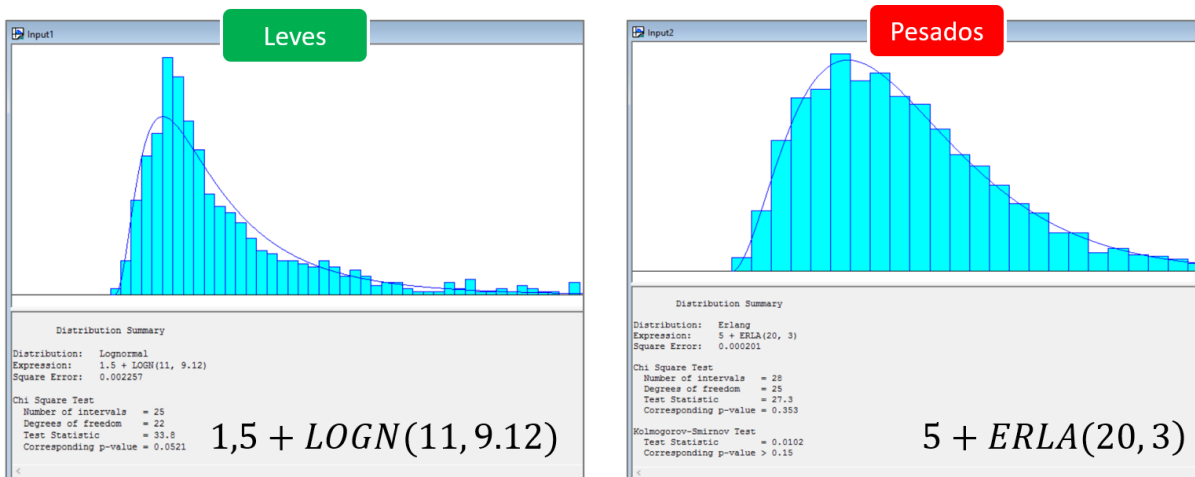 Input1
Leves
Distribution Summary
Distribution: Lognormal
Expression: 1.5 + LOGN(11, 9.12)
Square Error: 0.002257
Chi Square Test
Number of intervals = 25
Degrees of freedom = 22
Test Statistic = 33.8
Corresponding p-value = 0.0521
1,5 + LOGN(11, 9.12)
Input2
Pesados
Distribution Summary
Distribution: Erlang
Expression: 5 + ERLA(20, 3)
Square Error: 0.000201
Chi Square Test
Number of intervals = 28
Degrees of freedom = 25
Test Statistic = 27.3
Corresponding p-value = 0.353
Kolmogorov-Smirnov Test
Test Statistic = 0.0102
Corresponding p-value > 0.15
5 + ERLA(20, 3)